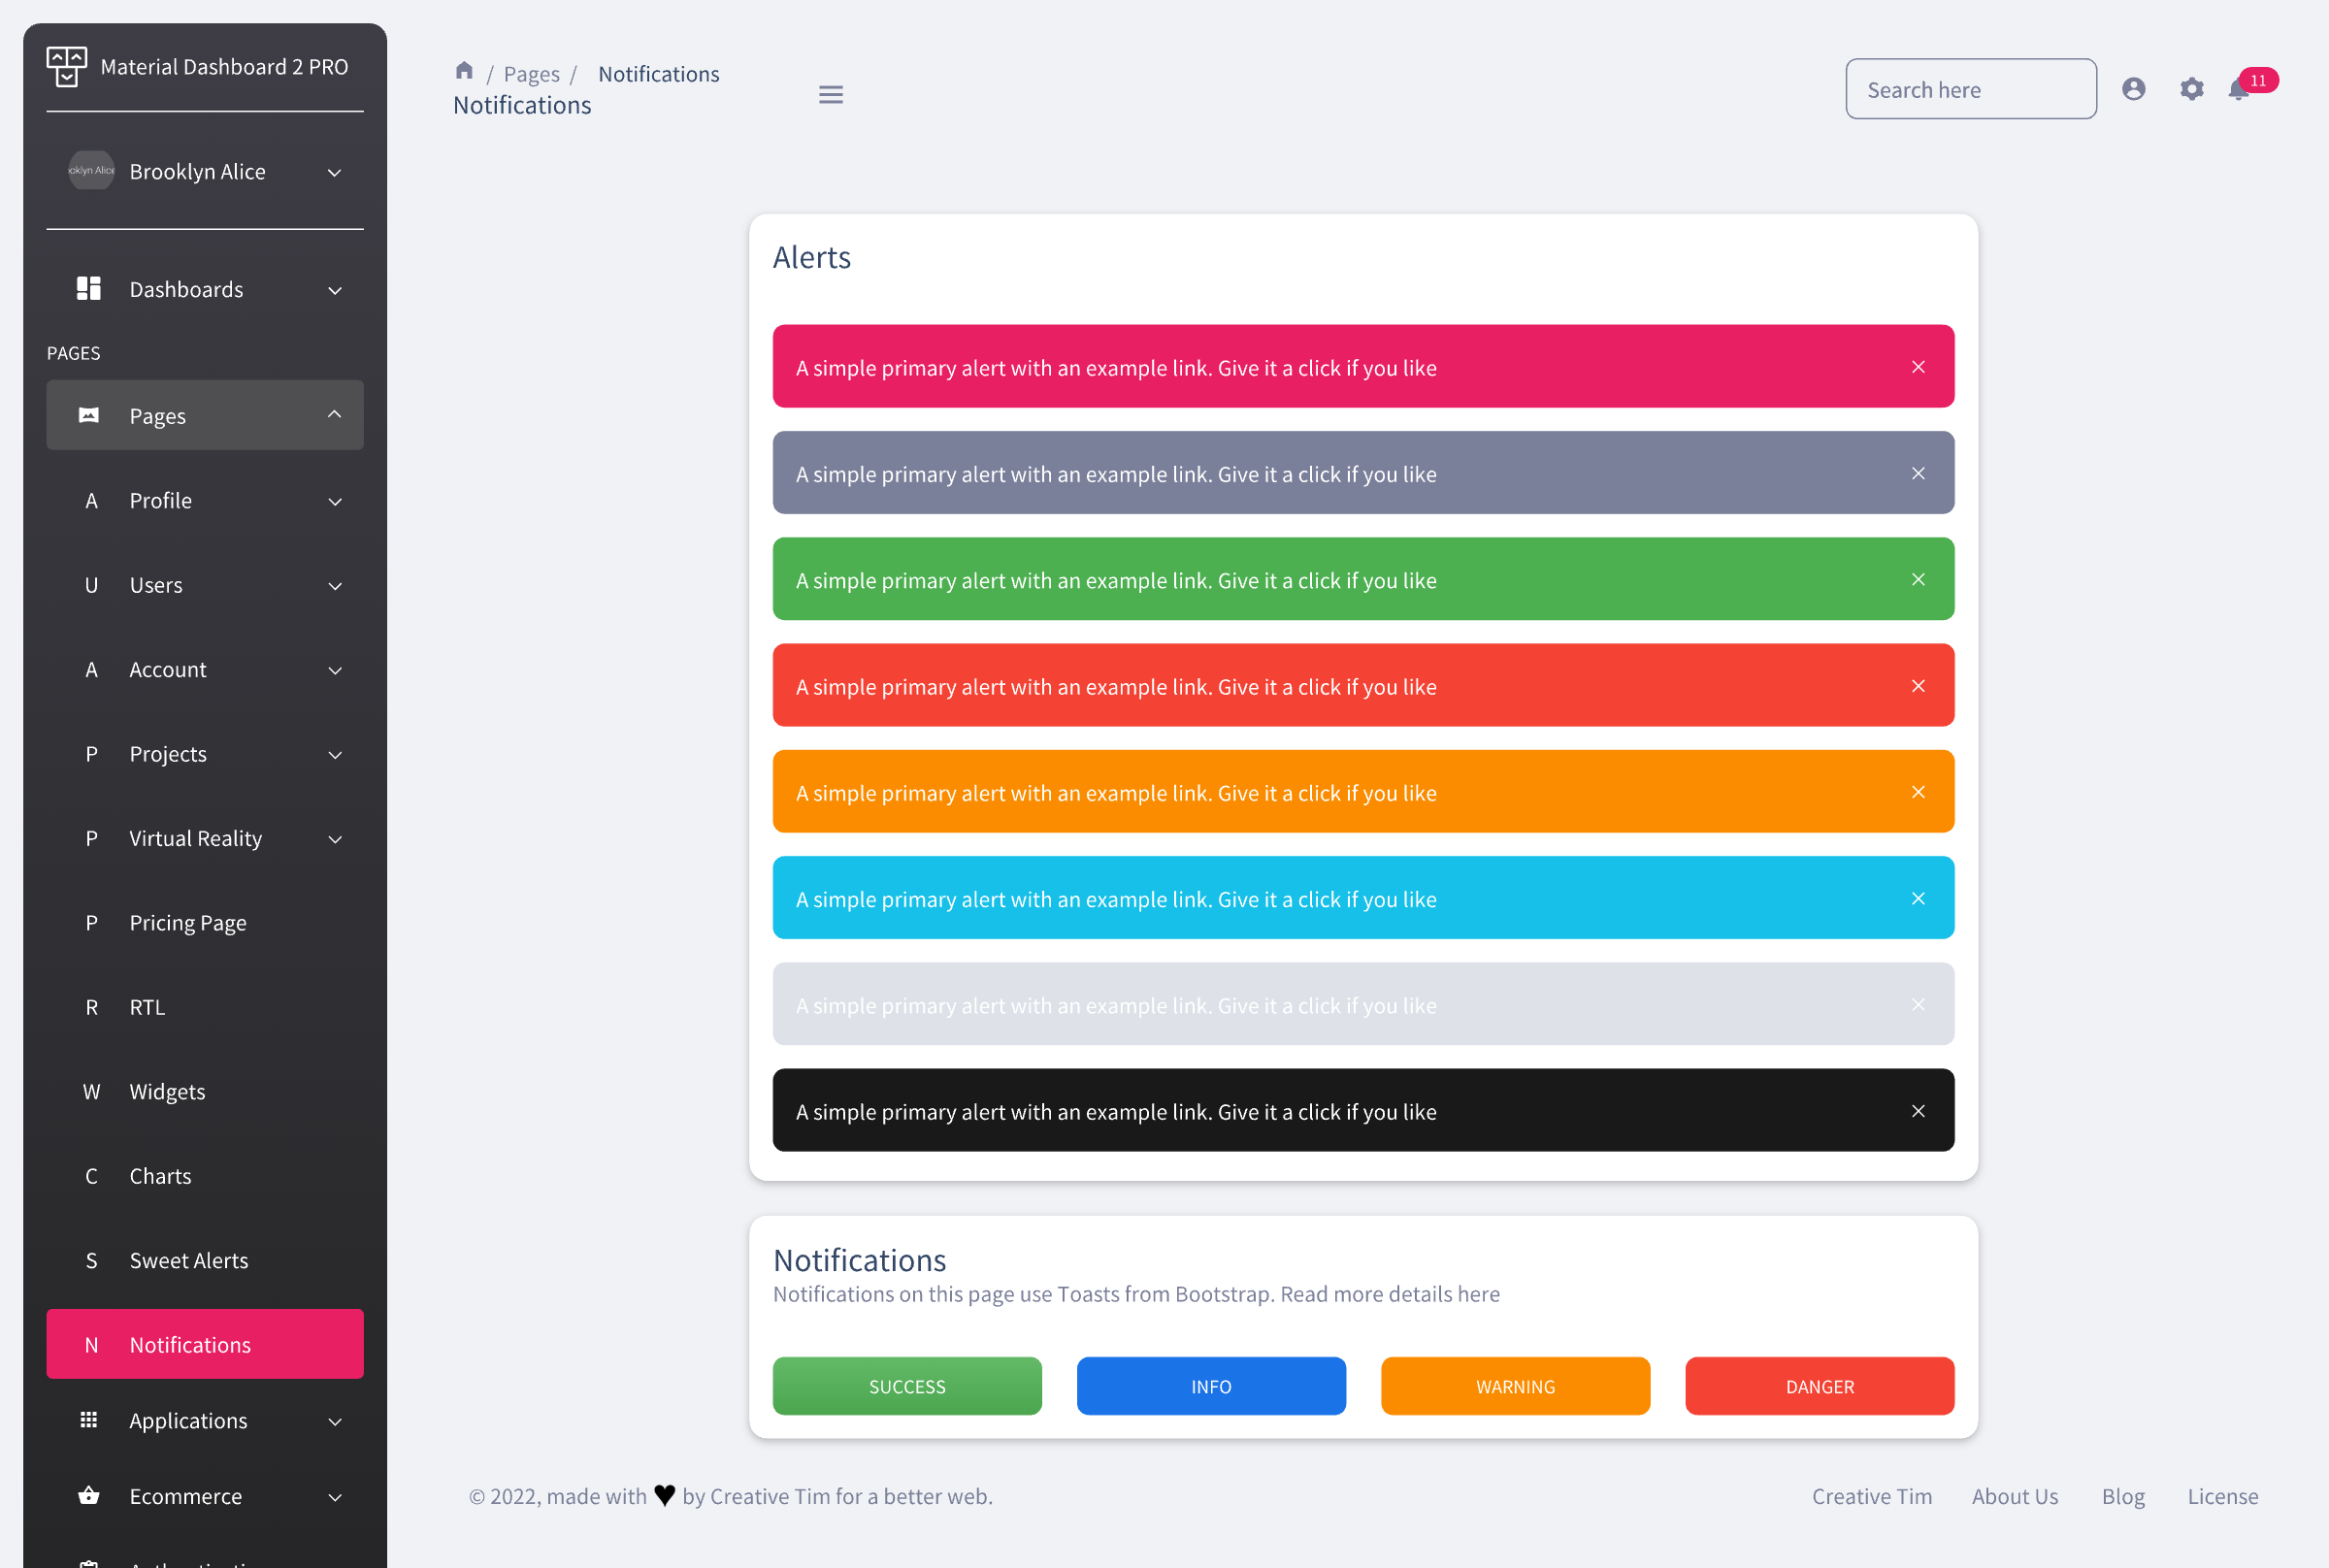 Material Dashboard 2 PRO
oklyn Alic
Brooklyn Alice
Dashboards
PAGES
Pages
A Profile
U Users
A Account
P Projects
P Virtual Reality
P Pricing Page
R RTL
W Widgets
C Charts
S Sweet Alerts
N Notifications
Applications
Ecommerce
/ Pages / Notifications
Notifications
Search here
11
Alerts
A simple primary alert with an example link. Give it a click if you like
A simple primary alert with an example link. Give it a click if you like
A simple primary alert with an example link. Give it a click if you like
A simple primary alert with an example link. Give it a click if you like
A simple primary alert with an example link. Give it a click if you like
A simple primary alert with an example link. Give it a click if you like
A simple primary alert with an example link. Give it a click if you like
A simple primary alert with an example link. Give it a click if you like
Notifications
Notifications on this page use Toasts from Bootstrap. Read more details here
SUCCESS INFO WARNING DANGER
© 2022, made with ♥ by Creative Tim for a better web.
Creative Tim About Us Blog License